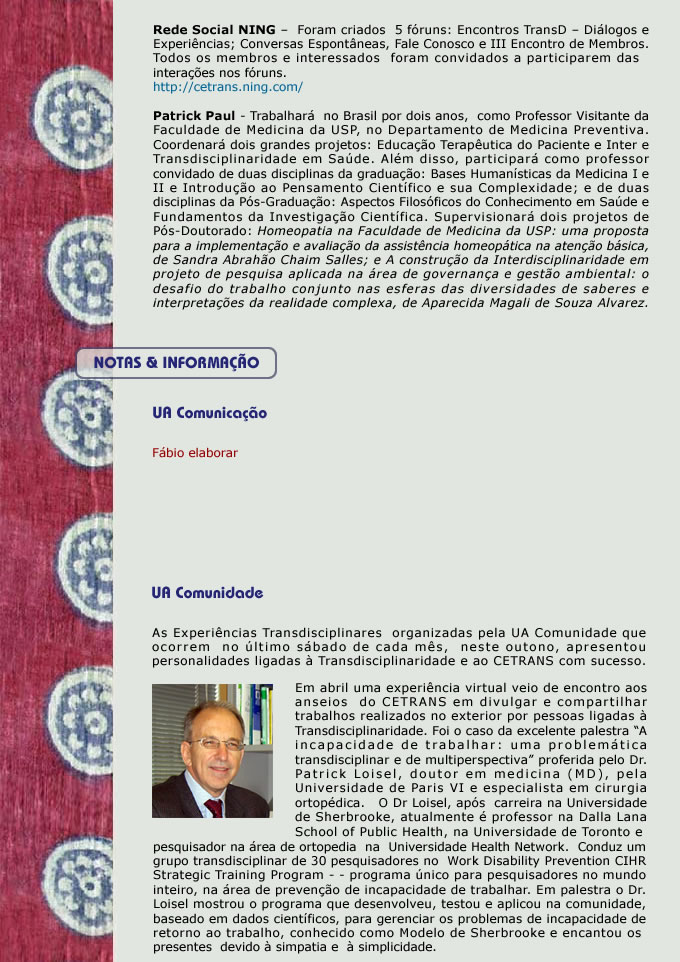 Rede Social NING – Foram criados 5 fóruns: Encontros TransD – Diálogos e
Experiências; Conversas Espontâneas, Fale Conosco e III Encontro de Membros.
Todos os membros e interessados foram convidados a participarem das
interações nos fóruns.
http://cetrans.ning.com/
Patrick Paul - Trabalhará no Brasil por dois anos, como Professor Visitante da
Faculdade de Medicina da USP, no Departamento de Medicina Preventiva.
Coordenará dois grandes projetos: Educação Terapêutica do Paciente e Inter e
Transdisciplinaridade em Saúde. Além disso, participará como professor
convidado de duas disciplinas da graduação: Bases Humanísticas da Medicina I e
II e Introdução ao Pensamento Científico e sua Complexidade; e de duas
disciplinas da Pós-Graduação: Aspectos Filosóficos do Conhecimento em Saúde e
Fundamentos da Investigação Científica. Supervisionará dois projetos de
Pós-Doutorado: Homeopatia na Faculdade de Medicina da USP: uma proposta
para a implementação e avaliação da assistência homeopática na atenção básica,
de Sandra Abrahão Chaim Salles; e A construção da Interdisciplinaridade em
projeto de pesquisa aplicada na área de governança e gestão ambiental: o
desafio do trabalho conjunto nas esferas das diversidades de saberes e
interpretações da realidade complexa, de Aparecida Magali de Souza Alvarez.
NOTAS & INFORMAÇÃO
UA Comunicação
Fábio elaborar
UA Comunidade
As Experiências Transdisciplinares organizadas pela UA Comunidade que
ocorrem no último sábado de cada mês, neste outono, apresentou
personalidades ligadas à Transdisciplinaridade e ao CETRANS com sucesso.
Em abril uma experiência virtual veio de encontro aos
anseios do CETRANS em divulgar e compartilhar
trabalhos realizados no exterior por pessoas ligadas à
Transdisciplinaridade. Foi o caso da excelente palestra “A
incapacidade de trabalhar: uma problemática
transdisciplinar e de multiperspectiva” proferida pelo Dr.
Patrick Loisel, doutor em medicina (MD), pela
Universidade de Paris VI e especialista em cirurgia
ortopédica. O Dr Loisel, após carreira na Universidade
de Sherbrooke, atualmente é professor na Dalla Lana
School of Public Health, na Universidade de Toronto e
pesquisador na área de ortopedia na Universidade Health Network. Conduz um
grupo transdisciplinar de 30 pesquisadores no Work Disability Prevention CIHR
Strategic Training Program - - programa único para pesquisadores no mundo
inteiro, na área de prevenção de incapacidade de trabalhar. Em palestra o Dr.
Loisel mostrou o programa que desenvolveu, testou e aplicou na comunidade,
baseado em dados científicos, para gerenciar os problemas de incapacidade de
retorno ao trabalho, conhecido como Modelo de Sherbrooke e encantou os
presentes devido à simpatia e à simplicidade.